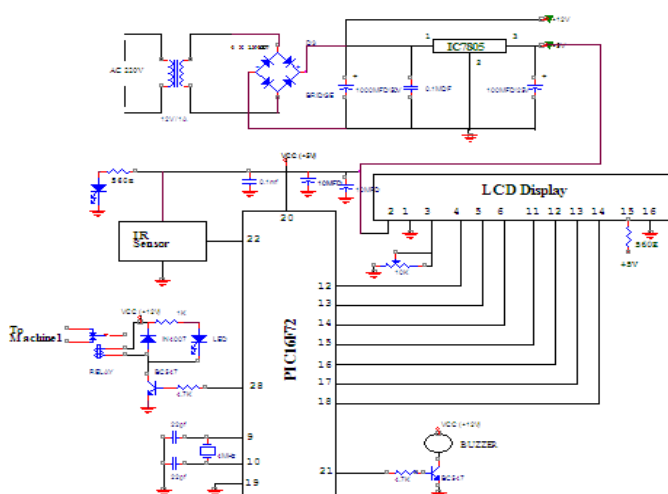 -12V
AC 220V
12V/1A
BRIDGE
1
IC7805
3
2
1000MFD/25V
0.1MDF
VCC (+5V)
560E
0.1mf
10MFD
10MFD
LCD Display
2 1 3 4 5 6 11 12 13 14 15 16
560E
+5V
10K
IR
Sensor
22
20
PIC16F72
12
13
14
15
16
17
18
VCC (+12V)
1K
To
Machine1
IN4007
LED
RELAY
BC547
4.7K
28
22pf
9
4MHz
10
22pf
19
21
4.7K
VCC (+12V)
BUZZER
BC547